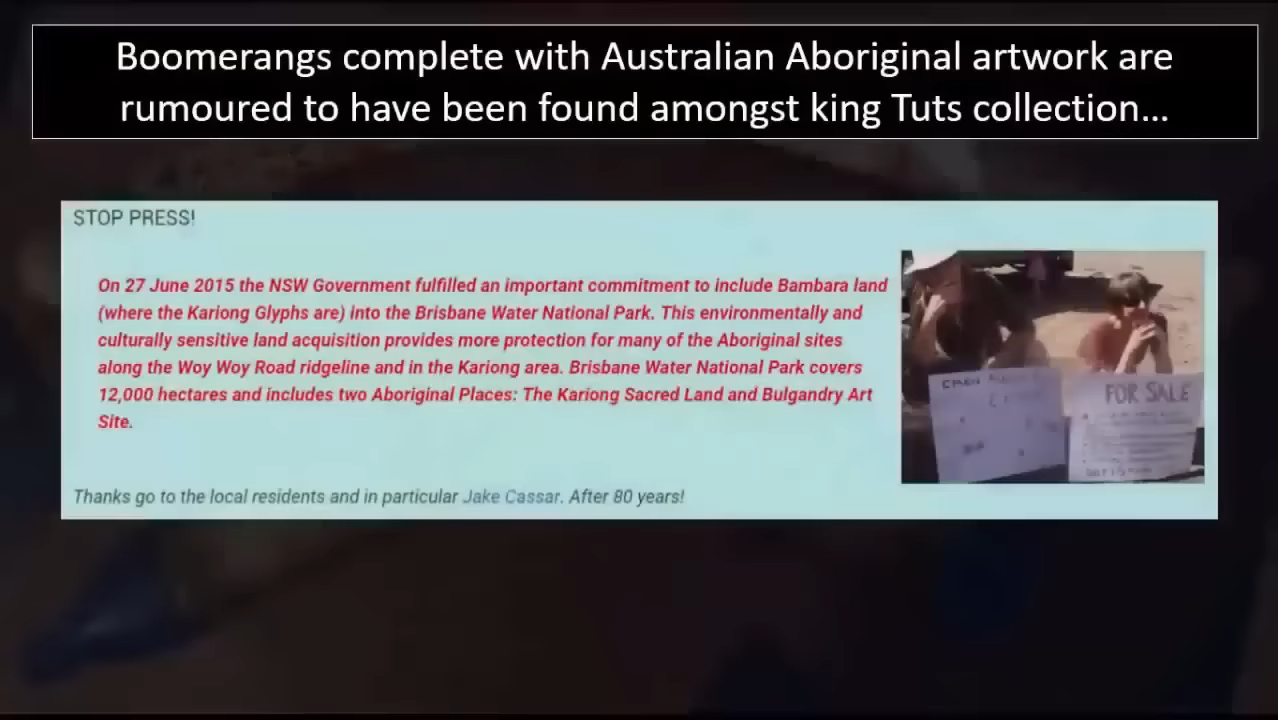 Boomerangs complete with Australian Aboriginal artwork are
rumoured to have been found amongst king Tuts collection...
STOP PRESS!
On 27 June 2015 the NSW Government fulfilled an important commitment to include Bambara land
(where the Kariong Glyphs are) into the Brisbane Water National Park. This environmentally and
culturally sensitive land acquisition provides more protection for many of the Aboriginal sites
along the Woy Woy Road ridgeline and in the Kariong area. Brisbane Water National Park covers
12,000 hectares and includes two Aboriginal Places: The Kariong Sacred Land and Bulgandry Art
Site.
FOR SALE
Thanks go to the local residents and in particular Jake Cassar. After 80 years!